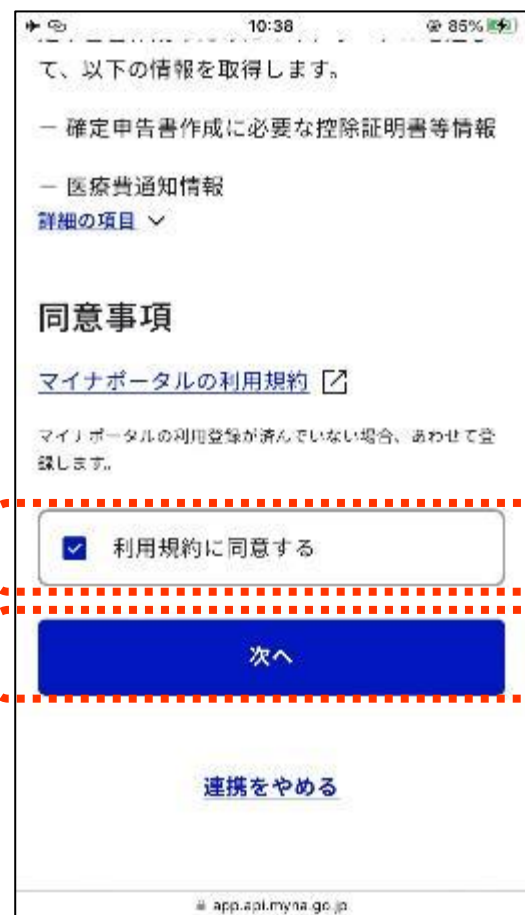 10:38
85%
て、以下の情報を取得します。
— 確定申告書作成に必要な控除証明書等情報
— 医療費通知情報
詳細の項目
同意事項
マイナポータルの利用規約
マイナポータルの利用登録が済んでいない場合、あわせて登
録します。
利用規約に同意する
次へ
連携をやめる
app.api.myna.go.jp